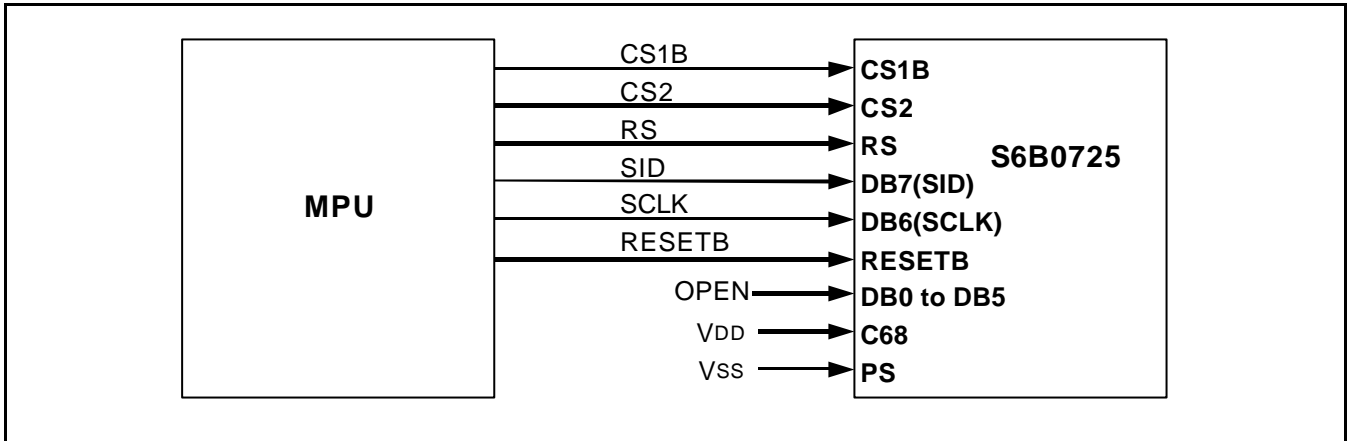 MPU
CS1B
CS2
RS
SID
SCLK
RESETB
OPEN
VDD
VSS
CS1B
CS2
RS
DB7(SID)
DB6(SCLK)
RESETB
DB0 to DB5
C68
PS
S6B0725